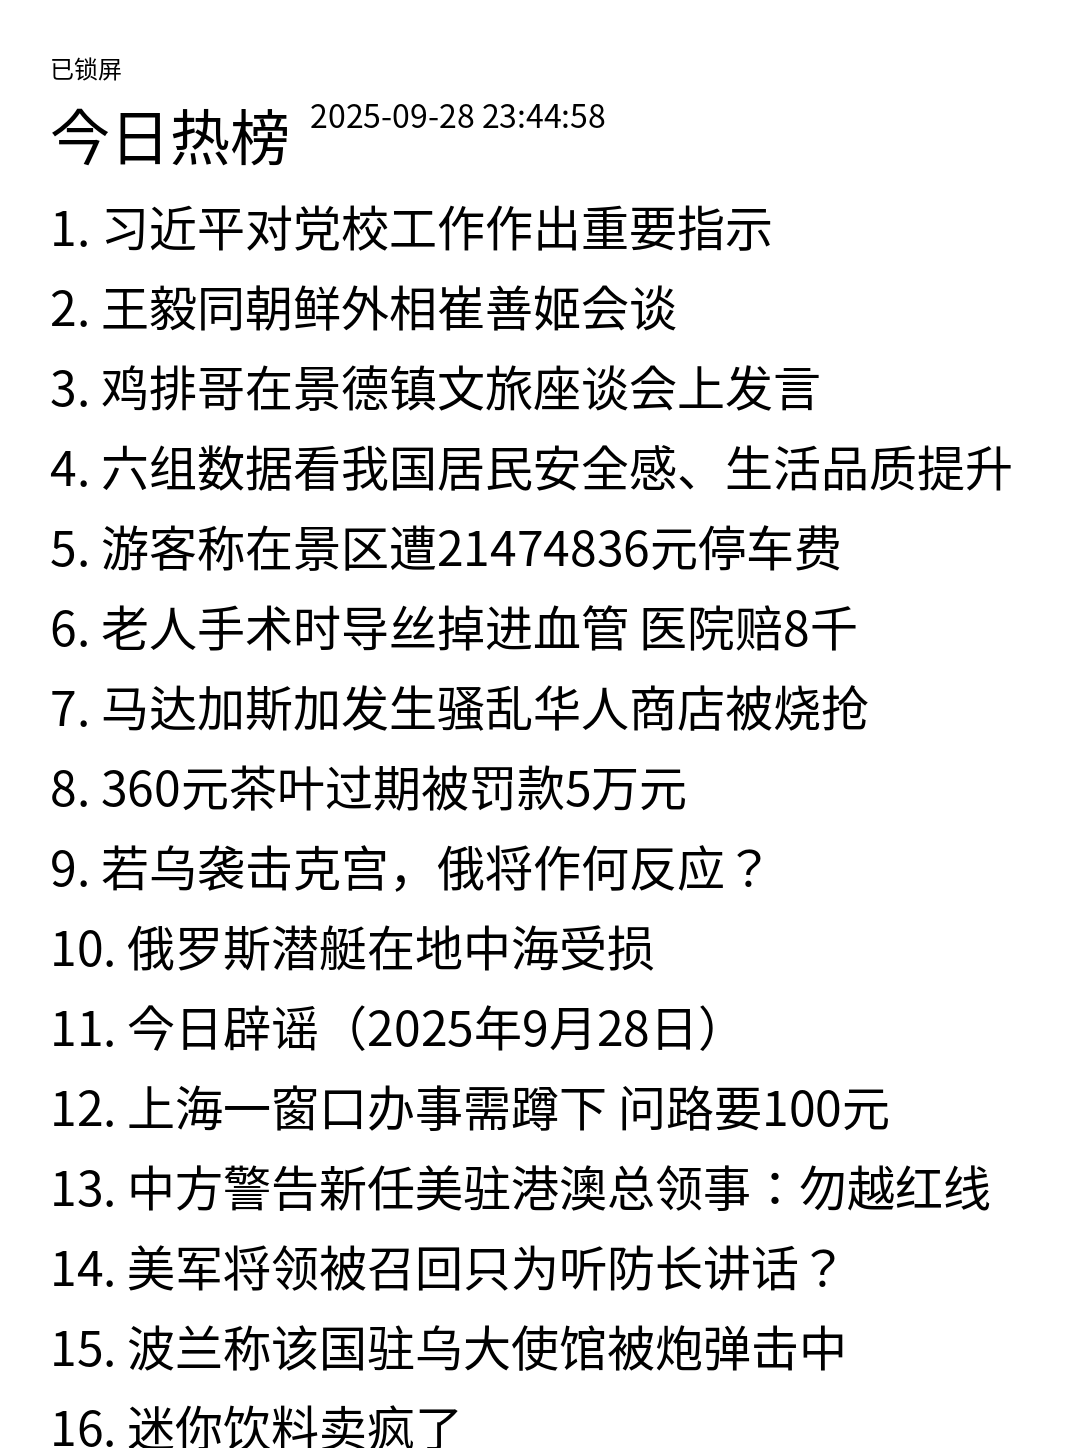 已锁屏
今日热榜 2025-09-28 23:44:58
1. 习近平对党校工作作出重要指示
2. 王毅同朝鲜外相崔善姬会谈
3. 鸡排哥在景德镇文旅座谈会上发言
4. 六组数据看我国居民安全感、生活品质提升
5. 游客称在景区遭21474836元停车费
6. 老人手术时导丝掉进血管 医院赔8千
7. 马达加斯加发生骚乱华人商店被烧抢
8. 360元茶叶过期被罚款5万元
9. 若乌袭击克宫，俄将作何反应？
10. 俄罗斯潜艇在地中海受损
11. 今日辟谣（2025年9月28日）
12. 上海一窗口办事需蹲下 问路要100元
13. 中方警告新任美驻港澳总领事：勿越红线
14. 美军将领被召回只为听防长讲话？
15. 波兰称该国驻乌大使馆被炮弹击中
16. 迷你饮料卖疯了